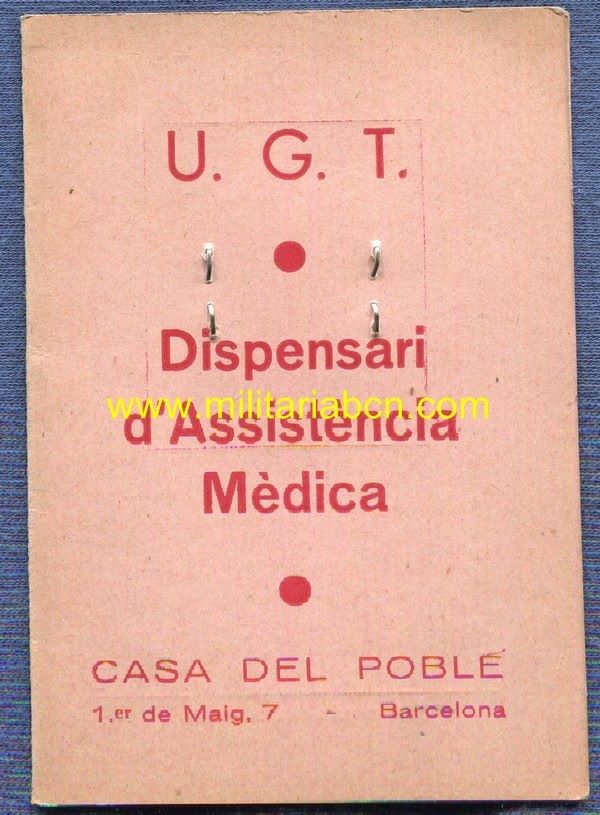 U. G. T.
Dispensari
www.militariabcn.com
d'Assistència
Mèdica
CASA DEL POBLE
1.er de Maig, 7 - Barcelona